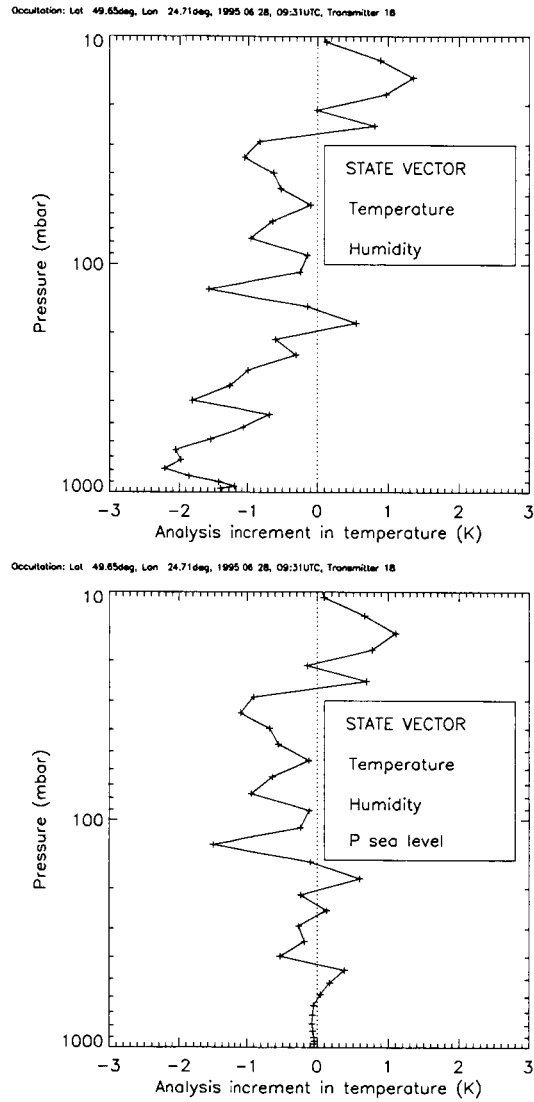 Occultation: Lat 49.65deg, Lon 24.71deg, 1995 06 28, 09:31UTC, Transmitter 18
10
100
1000
Pressure (mbar)
STATE VECTOR
Temperature
Humidity
-3 -2 -1 0 1 2 3
Analysis increment in temperature (K)
Occultation: Lat 49.65deg, Lon 24.71deg, 1995 06 28, 09:31UTC, Transmitter 18
10
100
1000
Pressure (mbar)
STATE VECTOR
Temperature
Humidity
P sea level
-3 -2 -1 0 1 2 3
Analysis increment in temperature (K)